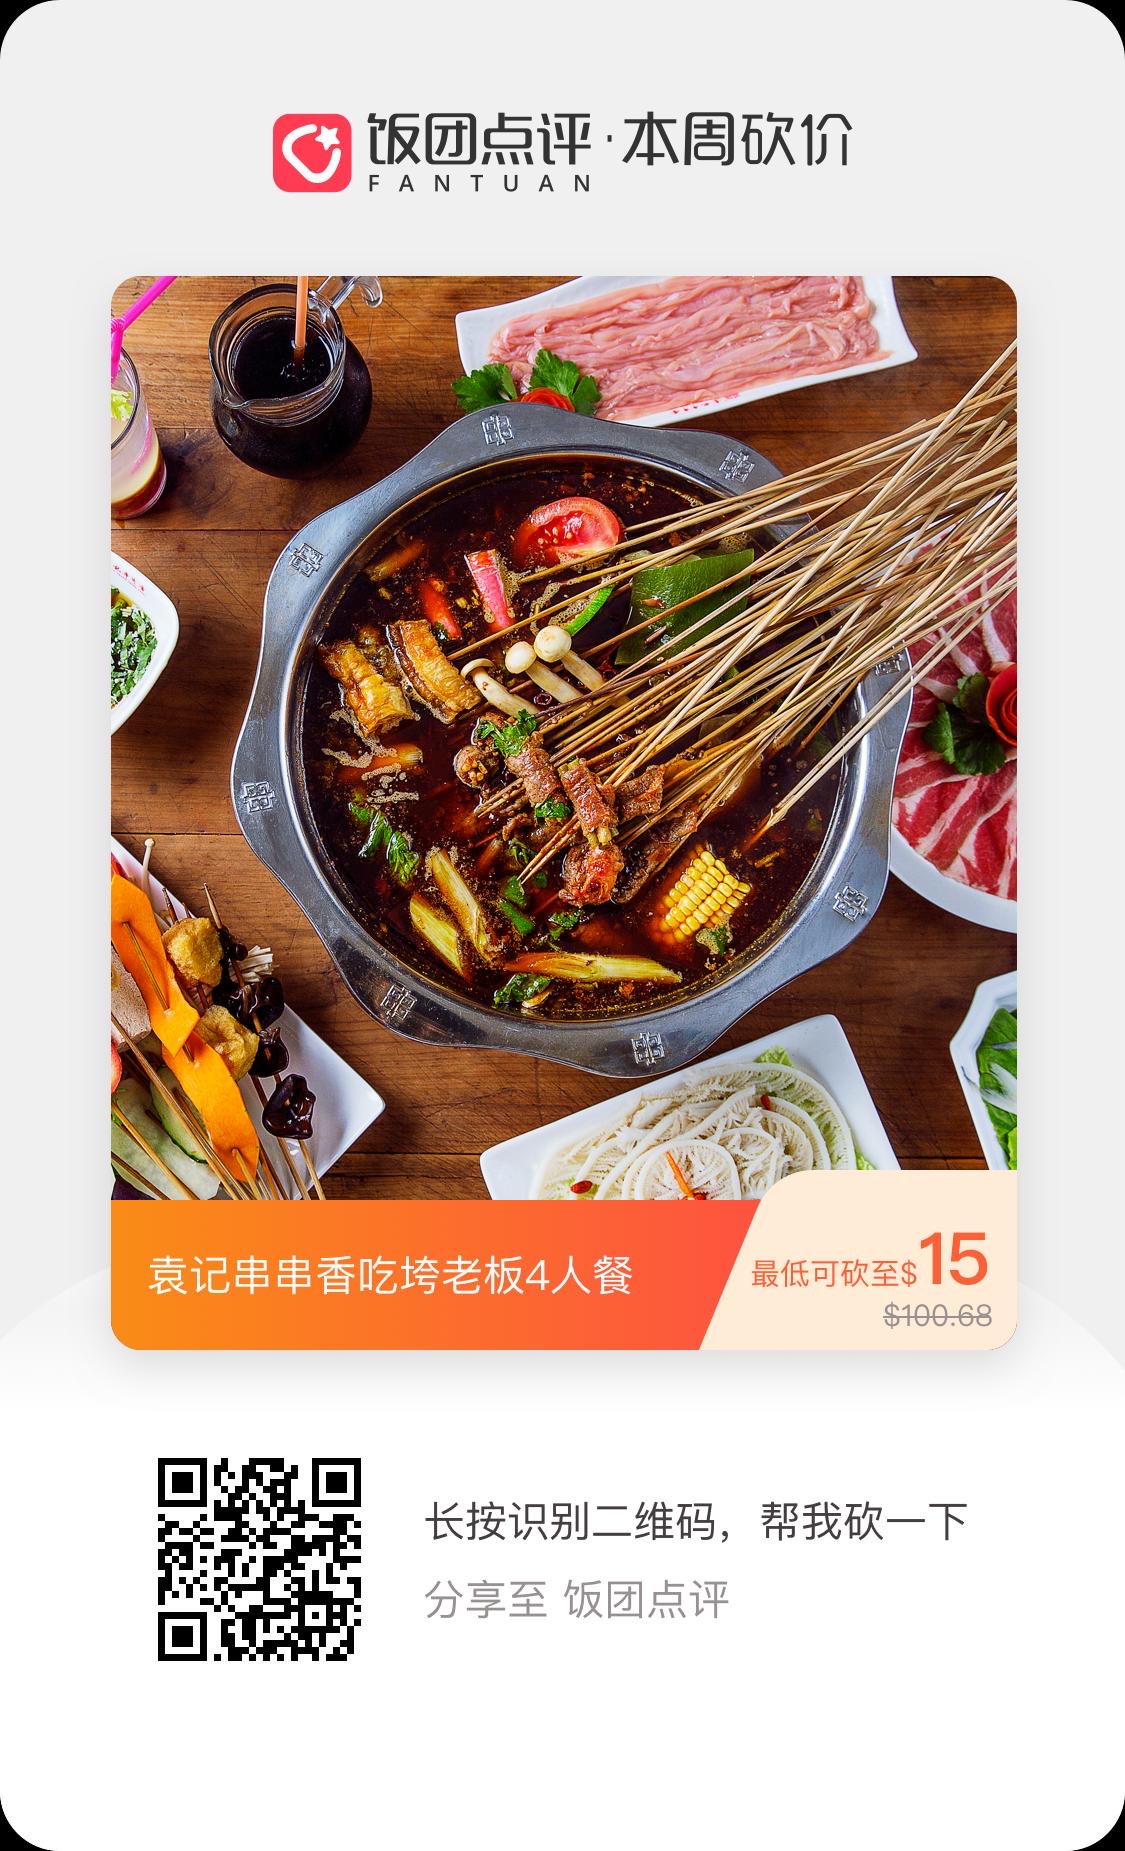 饭团点评·本周砍价
FANTUAN
袁记串串香吃垮老板4人餐
最低可砍至$15
$100.68
长按识别二维码，帮我砍一下
分享至 饭团点评